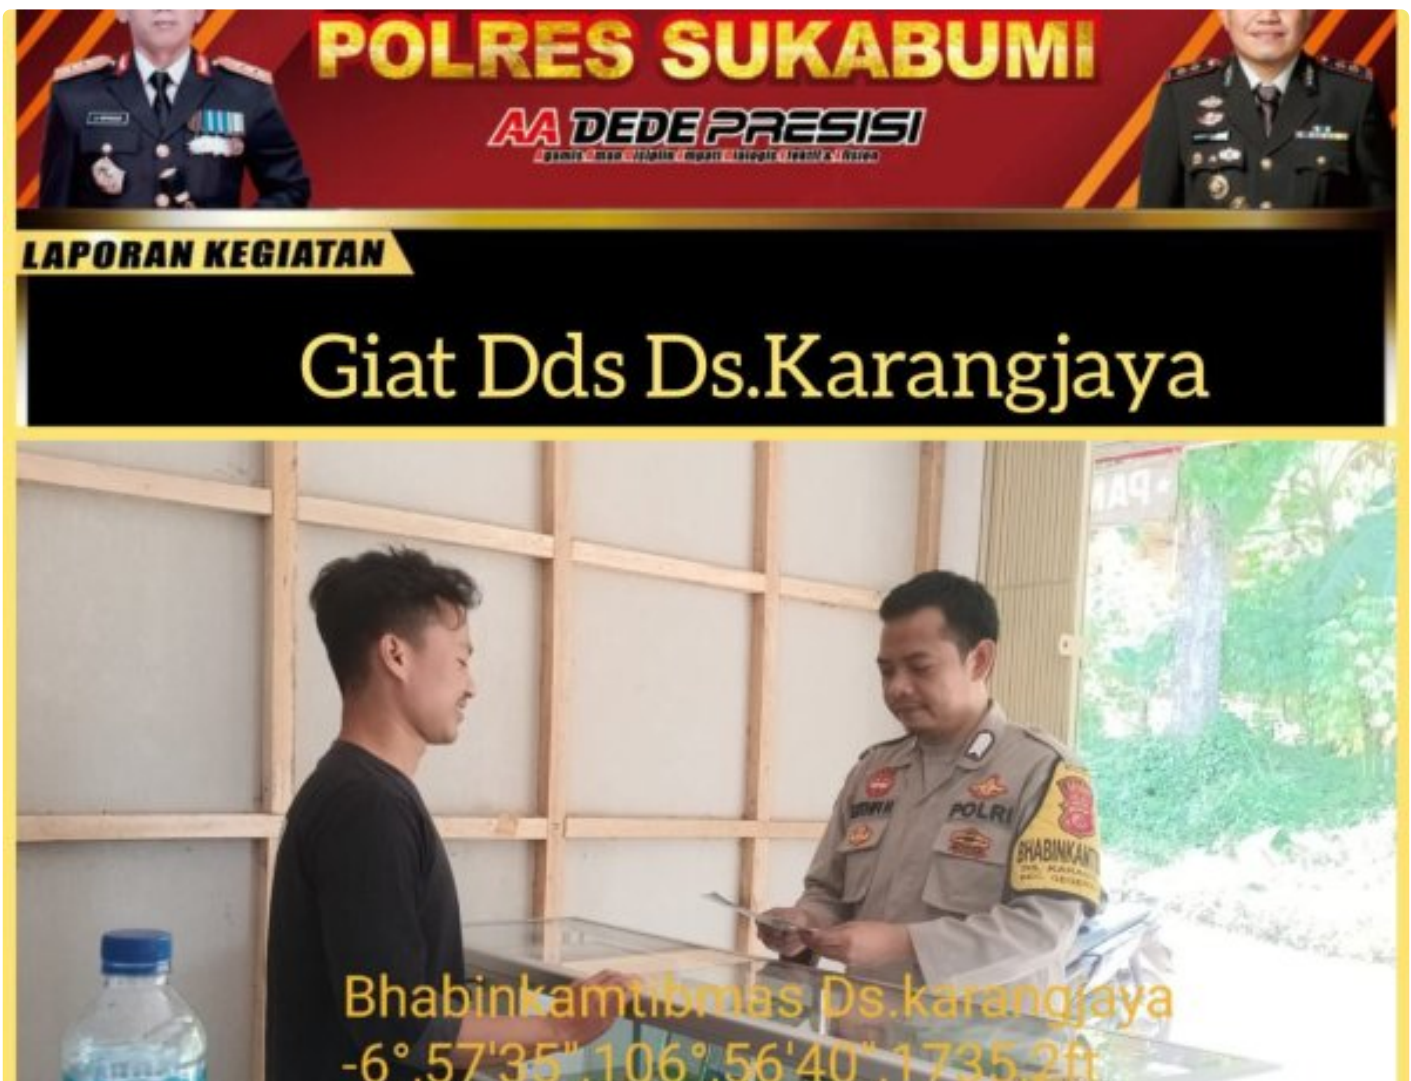 POLRES SUKABUMI
AA DEDE PRESISI
LAPORAN KEGIATAN
Giat Dds Ds.Karangjaya
POLRI
Bhabinkamtibmas Ds.karangjaya
-6°,57'35",106°,56'40",1735.2ft